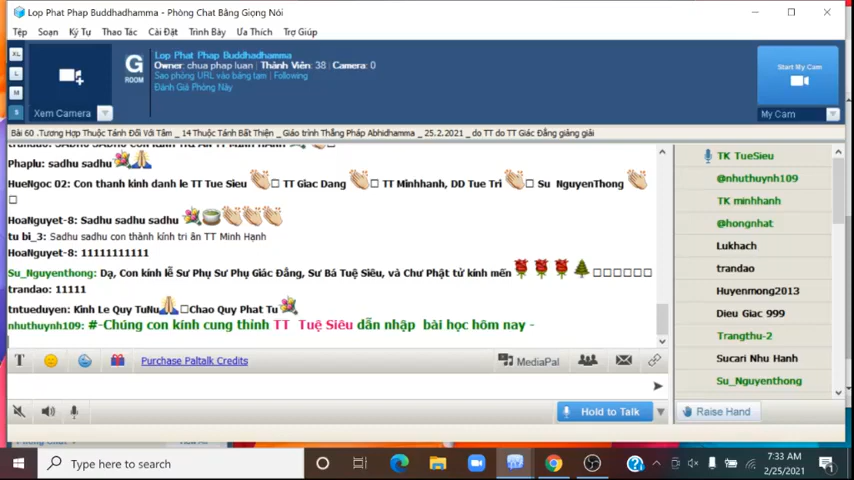 Lop Phat Phap Buddhadhamma - Phòng Chat Bằng Giọng Nói
Tệp Soạn Ký Tự Thao Tác Cài Đặt Trình Bày Ưa Thích Trợ Giúp
XL
L
M
S
Xem Camera
G
ROOM
Lop Phat Phap Buddhadhamma
Owner: chua phap luan | Thành Viên: 38 | Camera: 0
Sao phòng URL vào bảng tạm | Following
Đánh Giá Phòng Này
Start My Cam
My Cam
Bài 60 .Tương Hợp Thuộc Tánh Đối Với Tâm _ 14 Thuộc Tánh Bất Thiện _ Giáo trình Thắng Pháp Abhidhamma _ 25.2.2021 _ do TT do TT Giác Đẳng giảng giải
Phaplu: sadhu sadhu
HueNgoc 02: Con thanh kinh danh le TT Tue Sieu TT Giac Dang TT Minhhanh, DD Tue Tri Su NguyenThong
HoaNguyet-8: Sadhu sadhu sadhu
tu bi_3: Sadhu sadhu con thành kính tri ân TT Minh Hạnh
HoaNguyet-8: 11111111111
Su_Nguyenthong: Dạ, Con kính lễ Sư Phụ Sư Phụ Giác Đẳng, Sư Bá Tuệ Siêu, và Chư Phật tử kính mến
trandao: 11111
tntueduyen: Kinh Le Quy TuNu Chao Quy Phat Tu
nhuthuynh109: #-Chúng con kính cung thỉnh TT Tuệ Siêu dẫn nhập bài học hôm nay -
TK TueSieu
@nhuthuynh109
TK minhhanh
@hongnhat
Lukhach
trandao
Huyenmong2013
Dieu Giac 999
Trangthu-2
Sucari Nhu Hanh
Su_Nguyenthong
T
Purchase Paltalk Credits
MediaPal
Hold to Talk
Raise Hand
Type here to search
7:33 AM
2/25/2021
1